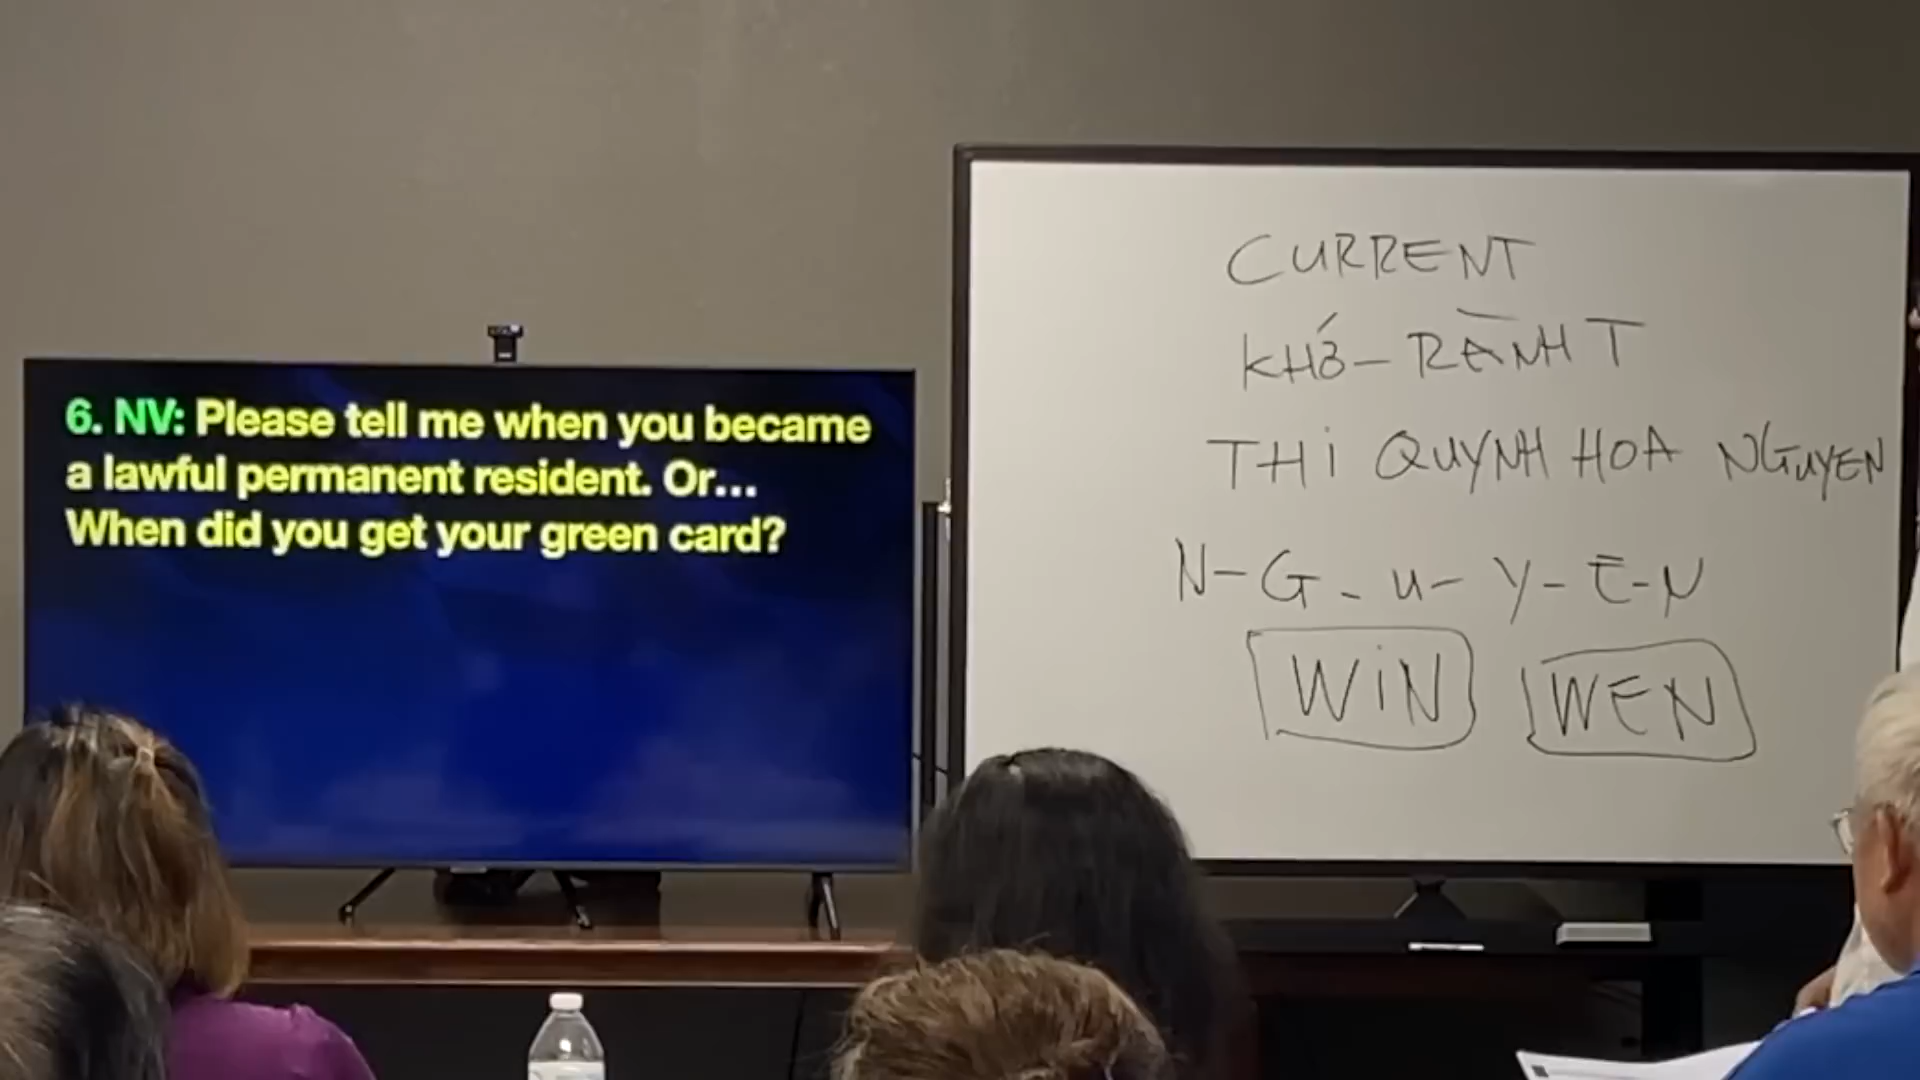 6. NV: Please tell me when you became
a lawful permanent resident. Or...
When did you get your green card?
CURRENT
KHỚ-RÀNH T
THI QUYNH HOA NGUYEN
N-G-U-Y-E-N
WIN WEN